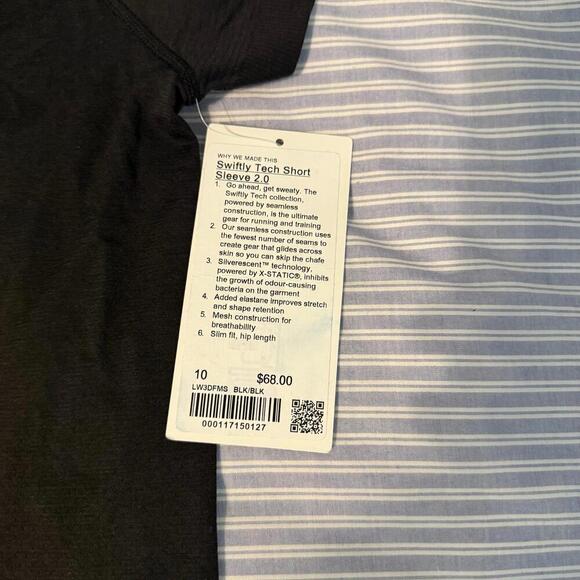 WHY WE MADE THIS
Swiftly Tech Short
Sleeve 2.0
1. Go ahead, get sweaty. The
Swiftly Tech collection,
powered by seamless
construction, is the ultimate
gear for running and training
2. Our seamless construction uses
the fewest number of seams to
create gear that glides across
skin so you can skip the chafe
3. Silverescent™ technology,
powered by X-STATIC®, inhibits
the growth of odour-causing
bacteria on the garment
4. Added elastane improves stretch
and shape retention
5. Mesh construction for
breathability
6. Slim fit, hip length
10 $68.00
LW3DFMS BLK/BLK
000117150127